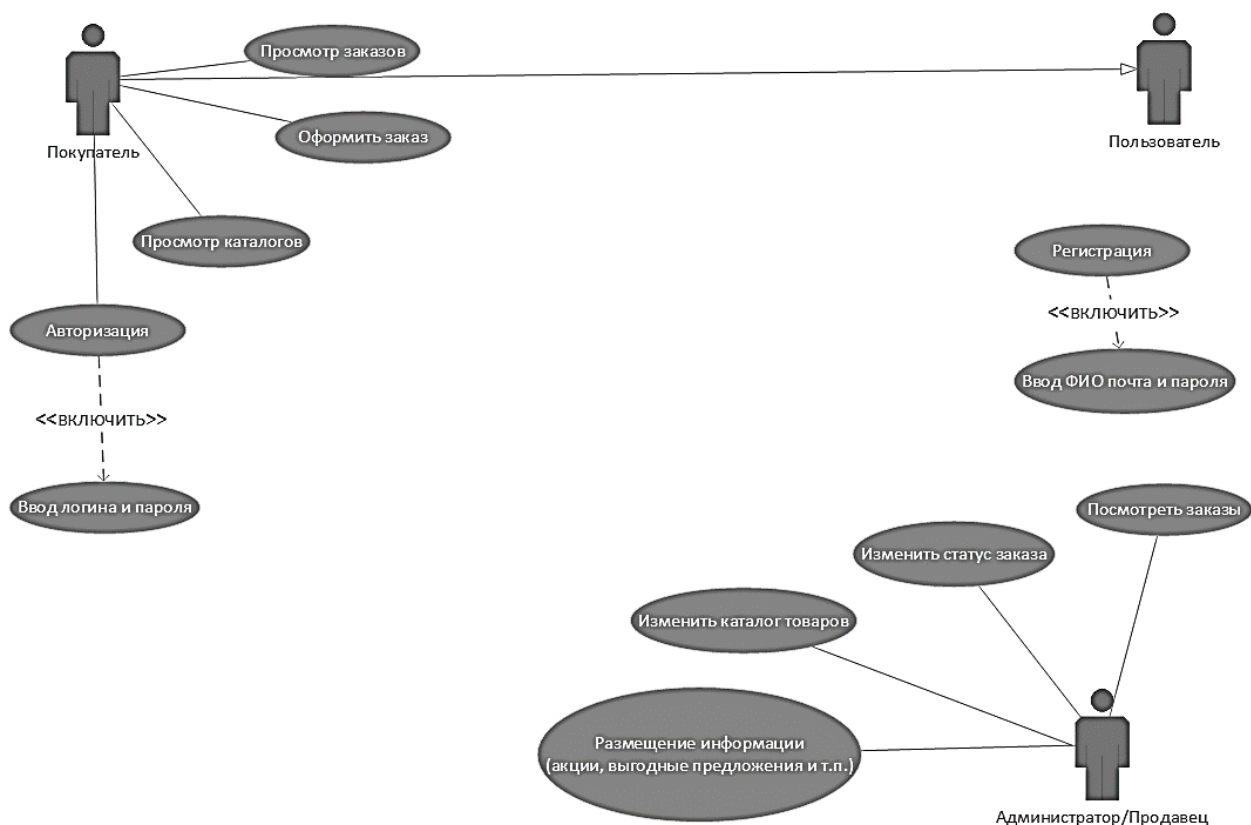 Просмотр заказов
Оформить заказ
Покупатель
Пользователь
Просмотр каталогов
Регистрация
<<включить>>
Авторизация
Ввод ФИО почта и пароля
<<включить>>
Ввод логина и пароля
Посмотреть заказы
Изменить статус заказа
Изменить каталог товаров
Размещение информации
(акции, выгодные предложения и т.п.)
Администратор/Продавец